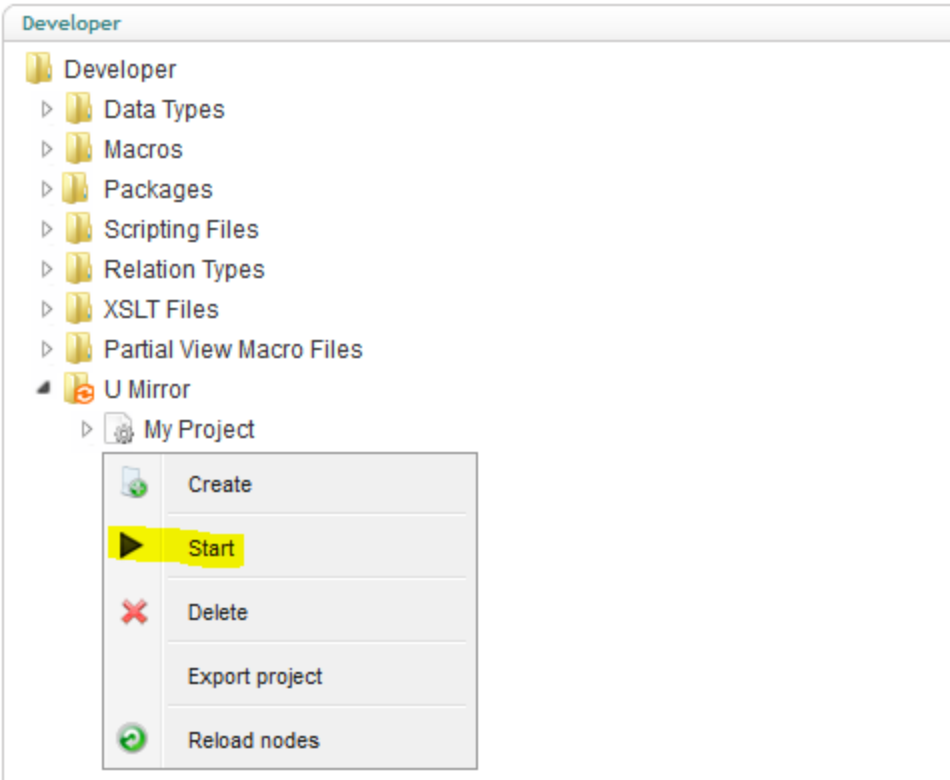 Developer
Developer
Data Types
Macros
Packages
Scripting Files
Relation Types
XSLT Files
Partial View Macro Files
U Mirror
My Project
Create
Start
Delete
Export project
Reload nodes